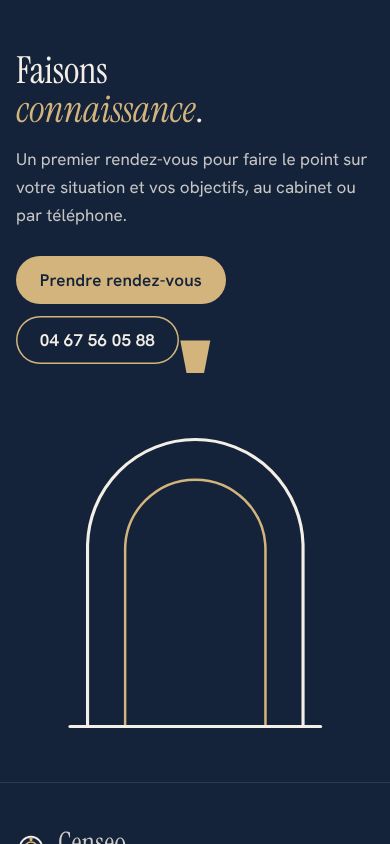 Faisons
connaissance.
Un premier rendez-vous pour faire le point sur
votre situation et vos objectifs, au cabinet ou
par téléphone.
Prendre rendez-vous
04 67 56 05 88
Censeo